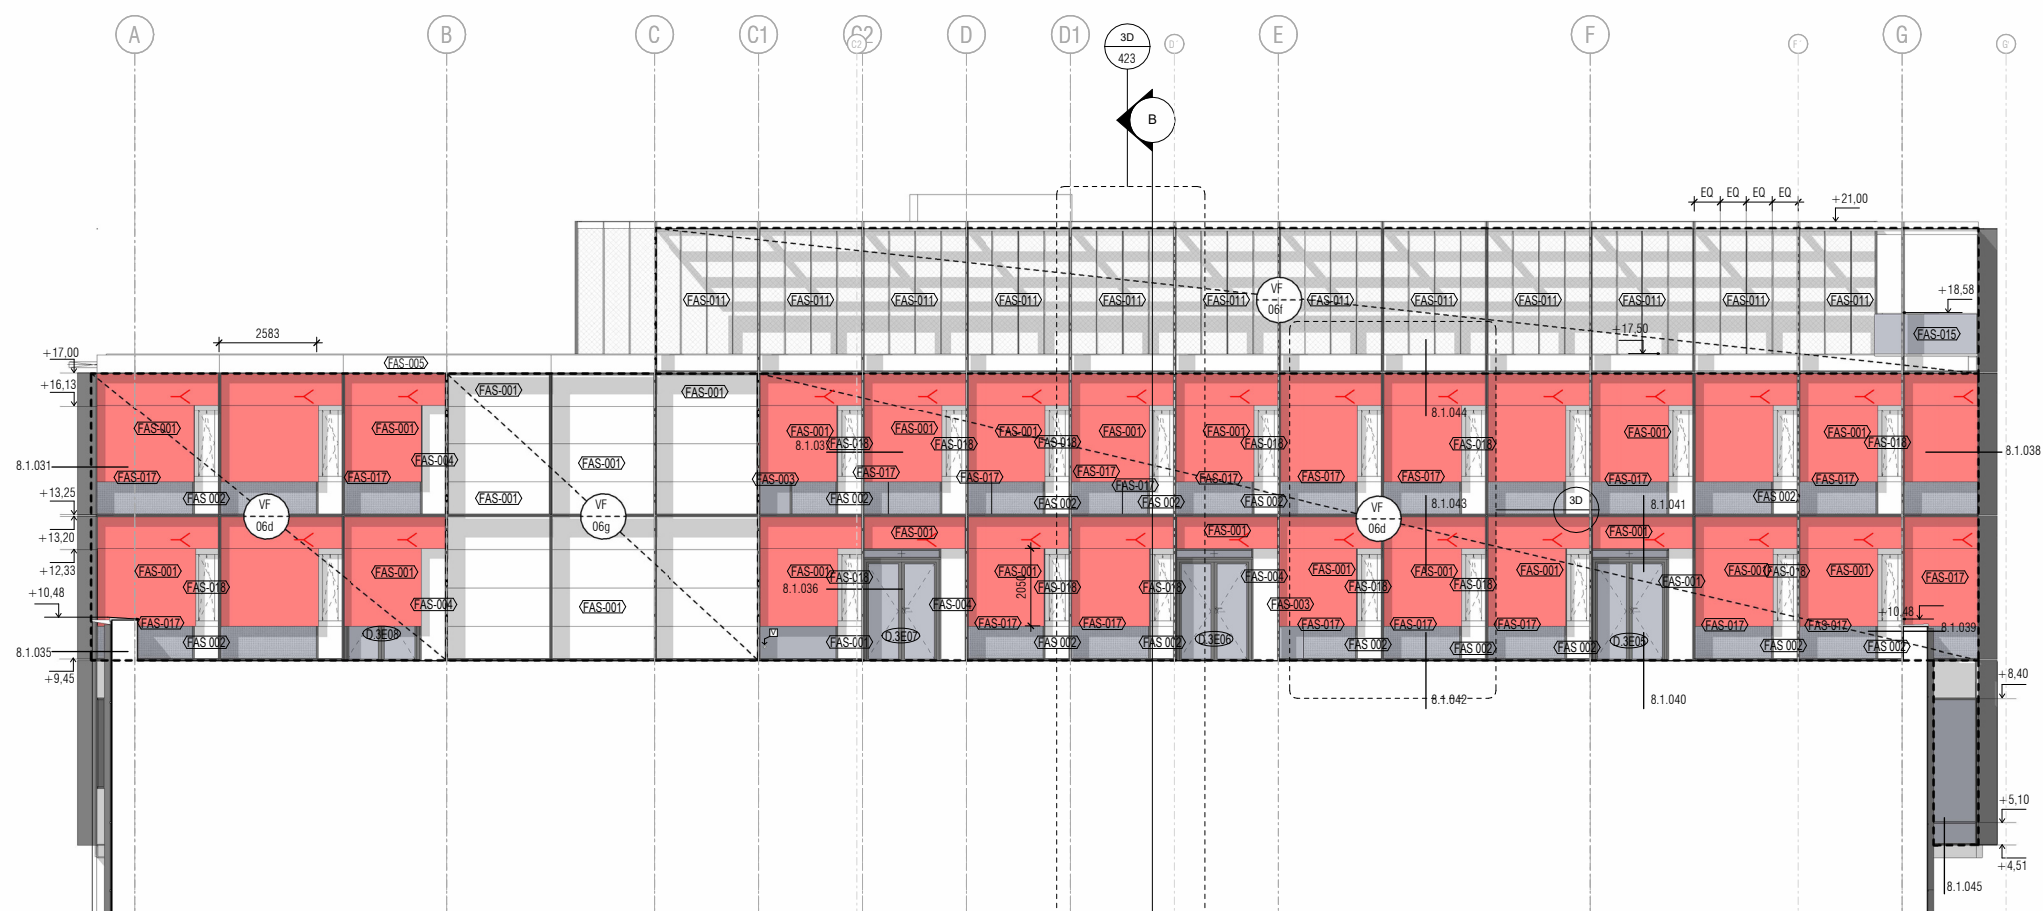 A B C C1 C2 C2 D D1 D E F F G G'
3D
423
B
EQ EQ EQ EQ
+21,00
VF
06f
FAS-011 FAS-011 FAS-011 FAS-011 FAS-011 FAS-011 FAS-011 FAS-011 FAS-011 FAS-011 FAS-011 FAS-011
+18,58
+17,50
FAS-015
2583
+17,00
FAS-005
+16,13
FAS-001 FAS-001 FAS-001
8.1.044
FAS-001 FAS-001 FAS-001 FAS-001 FAS-001 FAS-001 FAS-001 FAS-001 FAS-001
FAS-018 FAS-018 FAS-018 FAS-018 FAS-018 FAS-018
8.1.038
FAS-004 FAS-001
8.1.031
FAS-017 FAS-017 FAS-003 FAS-017 FAS-017 FAS-017 FAS-017 FAS-017 FAS-017 FAS-017 FAS-017
+13,25
FAS 002 FAS-001 FAS 002 FAS 002 FAS 002 FAS 002 FAS 002
8.1.043 8.1.041
VF
06d
VF
06g
VF
06d
3D
+13,20
FAS-001 FAS-001 FAS-001
+12,33
FAS-001 FAS-001 FAS-001 FAS-001 FAS-001 FAS-001 FAS-001 FAS-001 FAS-001
FAS-018 FAS-018 FAS-018 FAS-018 FAS-018 FAS-018 FAS-018
FAS-004 FAS-001 FAS-017
8.1.036
2050
+10,48
FAS-004 FAS-001 FAS-004 FAS-003
+10,48
FAS-017 FAS-017 FAS-017 FAS-017 FAS-017 FAS-017 FAS-017 FAS-017
8.1.039
D.3E08 D.3E07 D.3E06 D.3E05
8.1.035
FAS 002 FAS-001 FAS 002 FAS 002 FAS 002 FAS 002 FAS 002 FAS 002 FAS 002
+9,45
+8,40
8.1.042 8.1.040
+5,10
+4,51
8.1.045